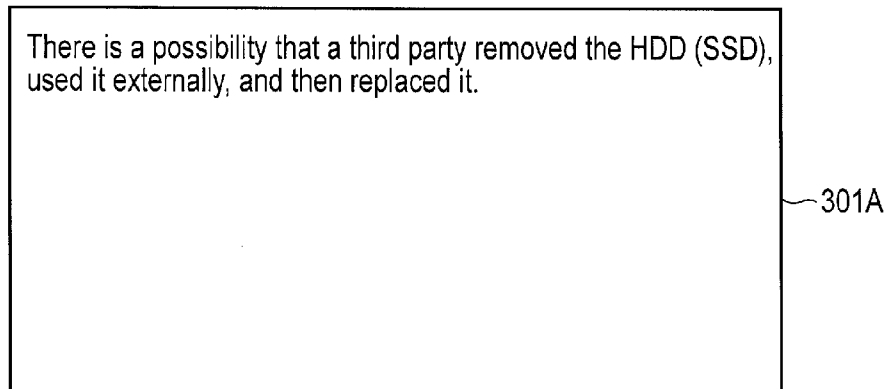 There is a possibility that a third party removed the HDD (SSD),
used it externally, and then replaced it.
301A